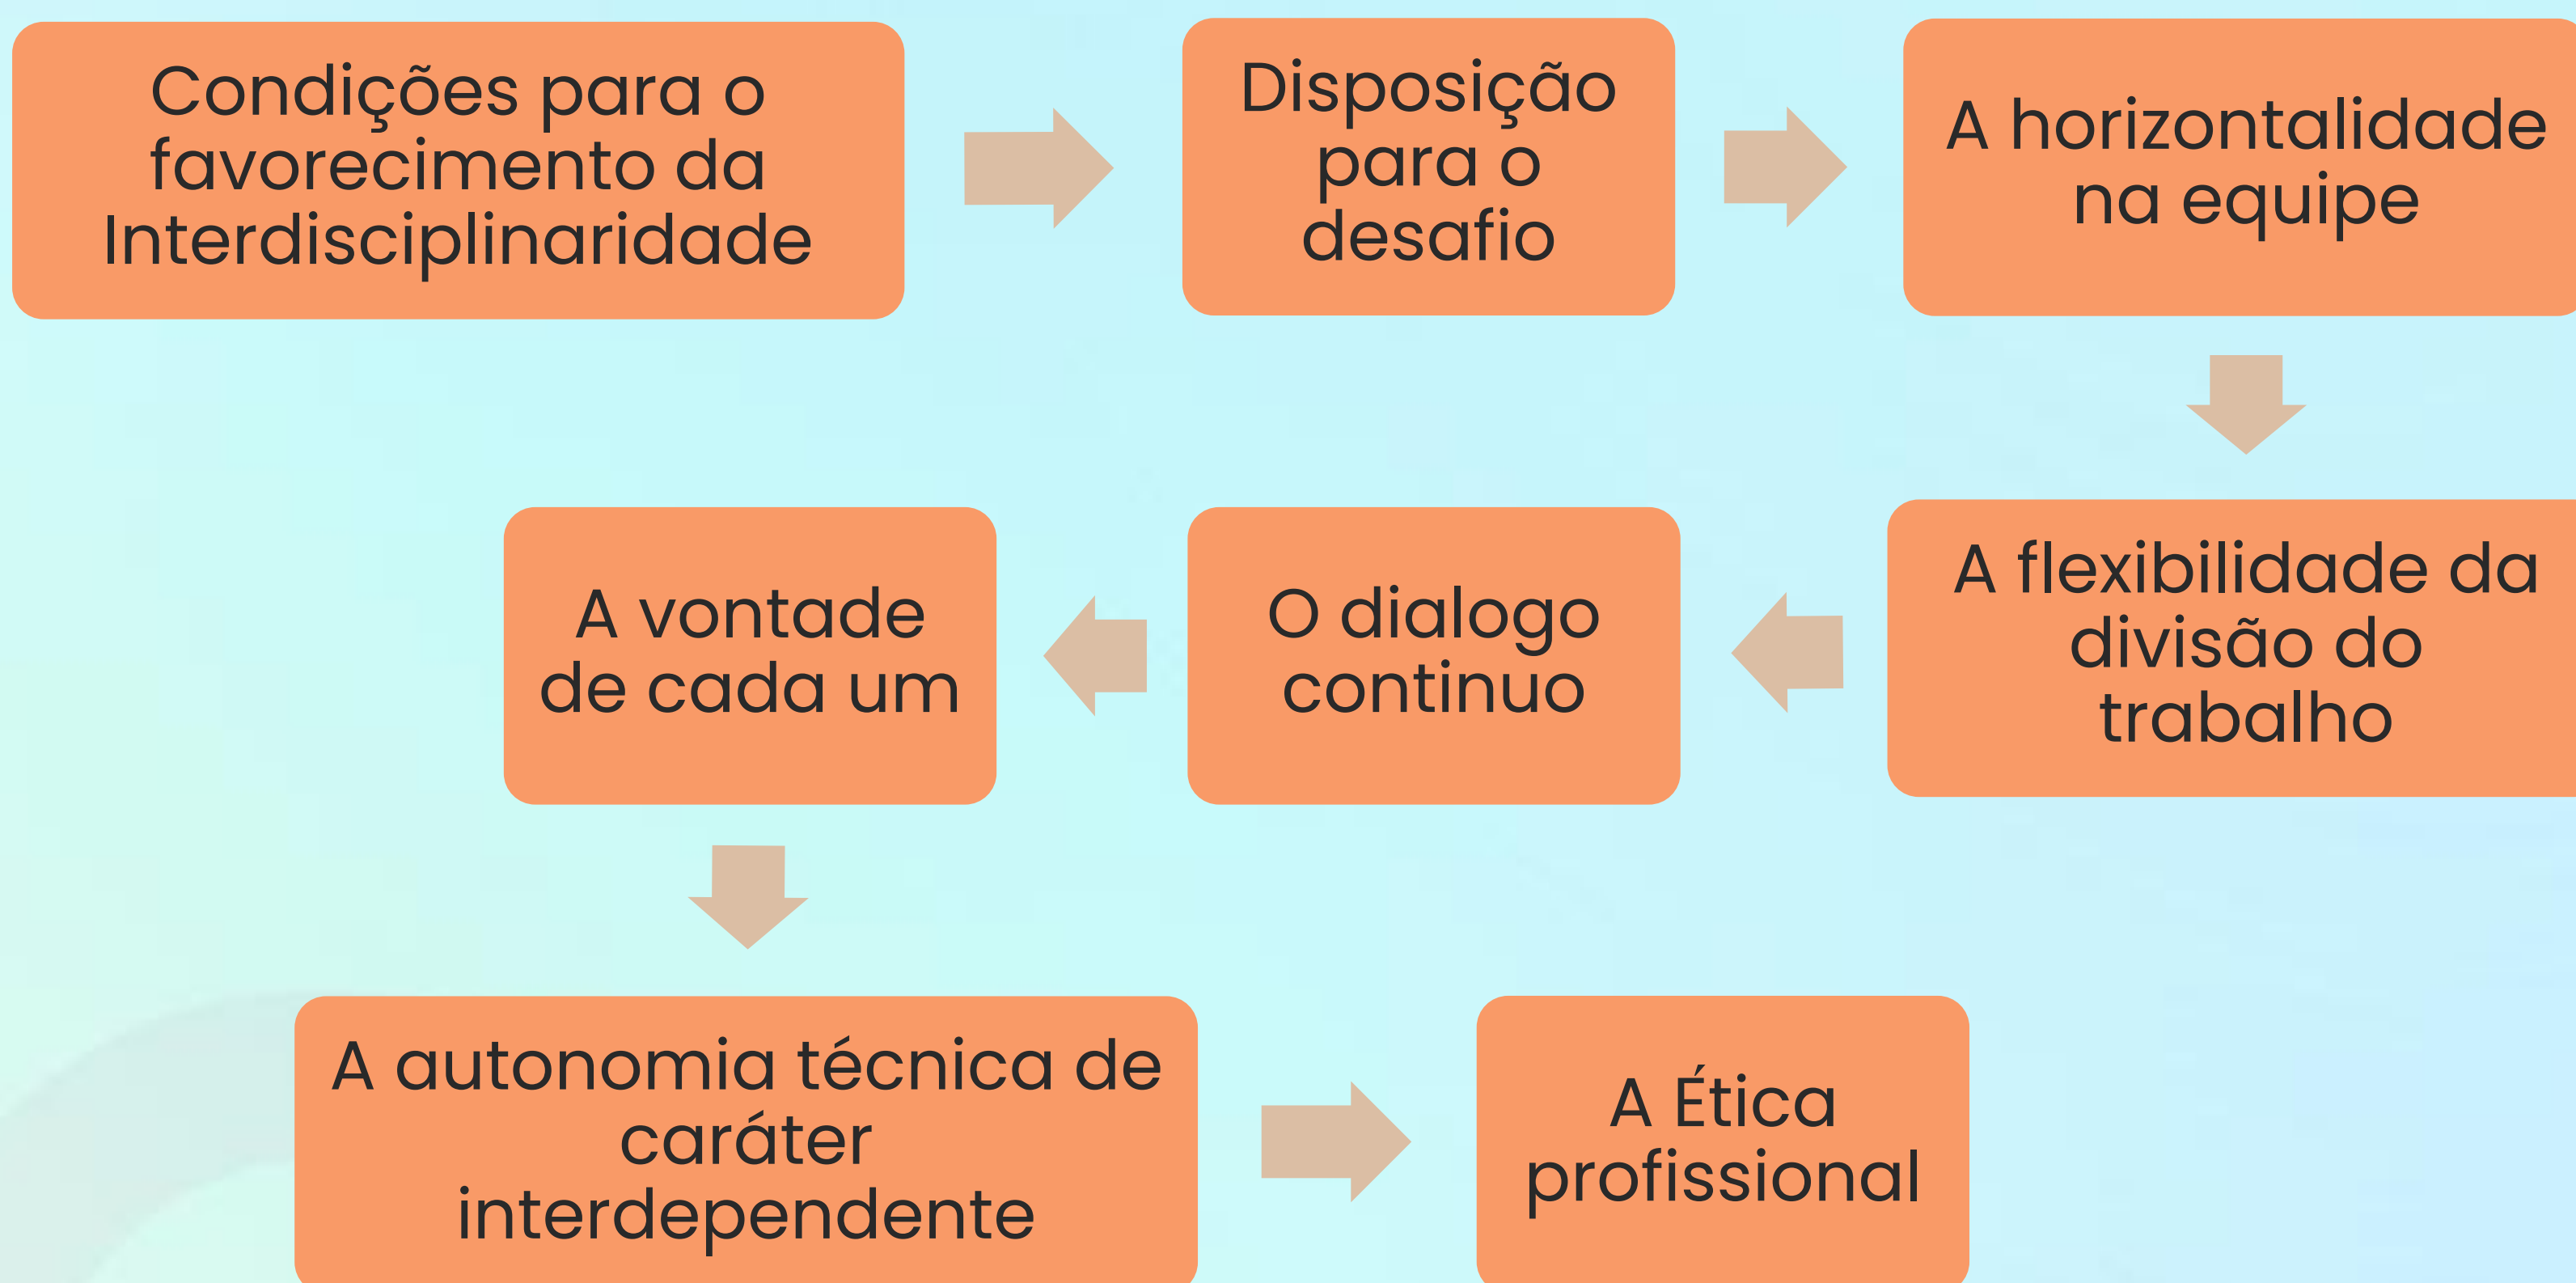 Condições para o
favorecimento da
Interdisciplinaridade
Disposição
para o
desafio
A horizontalidade
na equipe
A flexibilidade da
divisão do
trabalho
O dialogo
continuo
A vontade
de cada um
A autonomia técnica de
caráter
interdependente
A Ética
profissional